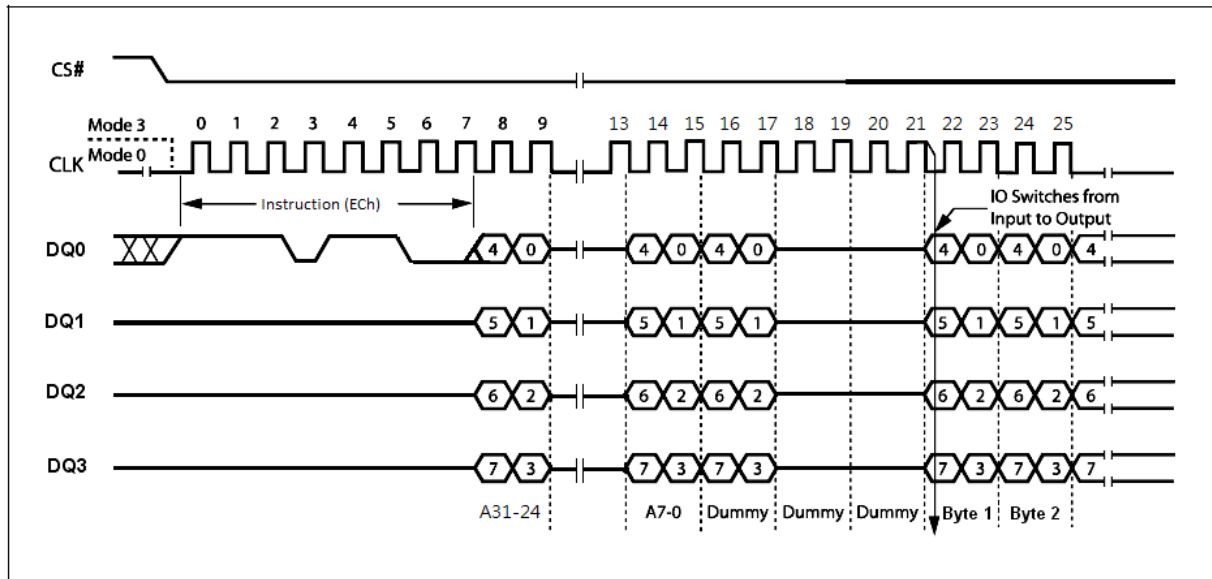 CS#
Mode 3 0 1 2 3 4 5 6 7 8 9 13 14 15 16 17 18 19 20 21 22 23 24 25
CLK Mode 0
Instruction (ECh)
IO Switches from
Input to Output
DQ0 4 0 4 0 4 0 4 0 4 0 4
DQ1 5 1 5 1 5 1 5 1 5 1 5
DQ2 6 2 6 2 6 2 6 2 6 2 6
DQ3 7 3 7 3 7 3 7 3 7 3 7
A31-24 A7-0 Dummy Dummy Dummy Byte 1 Byte 2